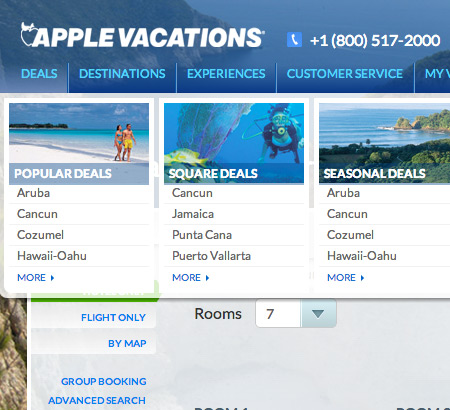 APPLE VACATIONS
+1 (800) 517-2000
DEALS DESTINATIONS EXPERIENCES CUSTOMER SERVICE MY
POPULAR DEALS SQUARE DEALS SEASONAL DEALS
Aruba Cancun Aruba
Cancun Jamaica Cancun
Cozumel Punta Cana Cozumel
Hawaii-Oahu Puerto Vallarta Hawaii-Oahu
MORE MORE MORE
FLIGHT ONLY
Rooms 7
BY MAP
GROUP BOOKING
ADVANCED SEARCH